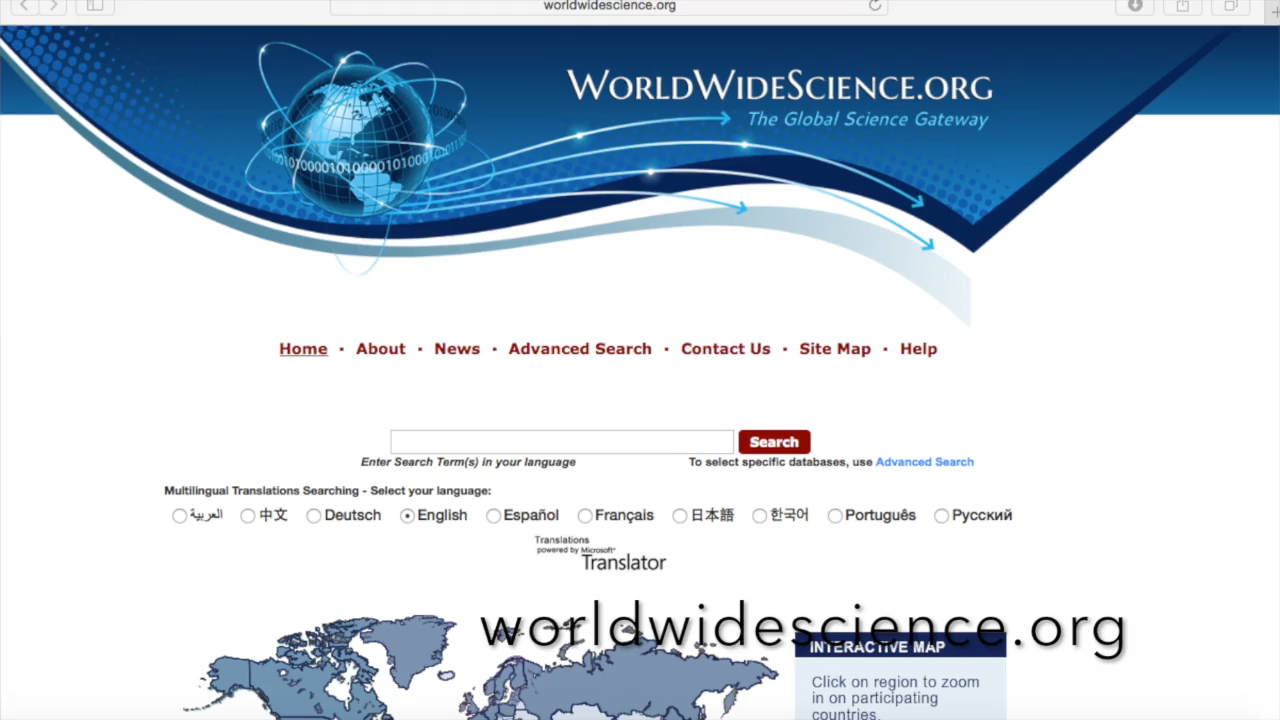 worldwidescience.org
WORLDWIDESCIENCE.ORG
The Global Science Gateway
101000010100001010001
Home · About · News · Advanced Search · Contact Us · Site Map · Help
Search
Enter Search Term(s) in your language
To select specific databases, use Advanced Search
Multilingual Translations Searching - Select your language:
العربية 中文 Deutsch English Español Français 日本語 한국어 Português Русский
Translations
powered by Microsoft®
Translator
worldwidescience.org
INTERACTIVE MAP
Click on region to zoom
in on participating
countries.